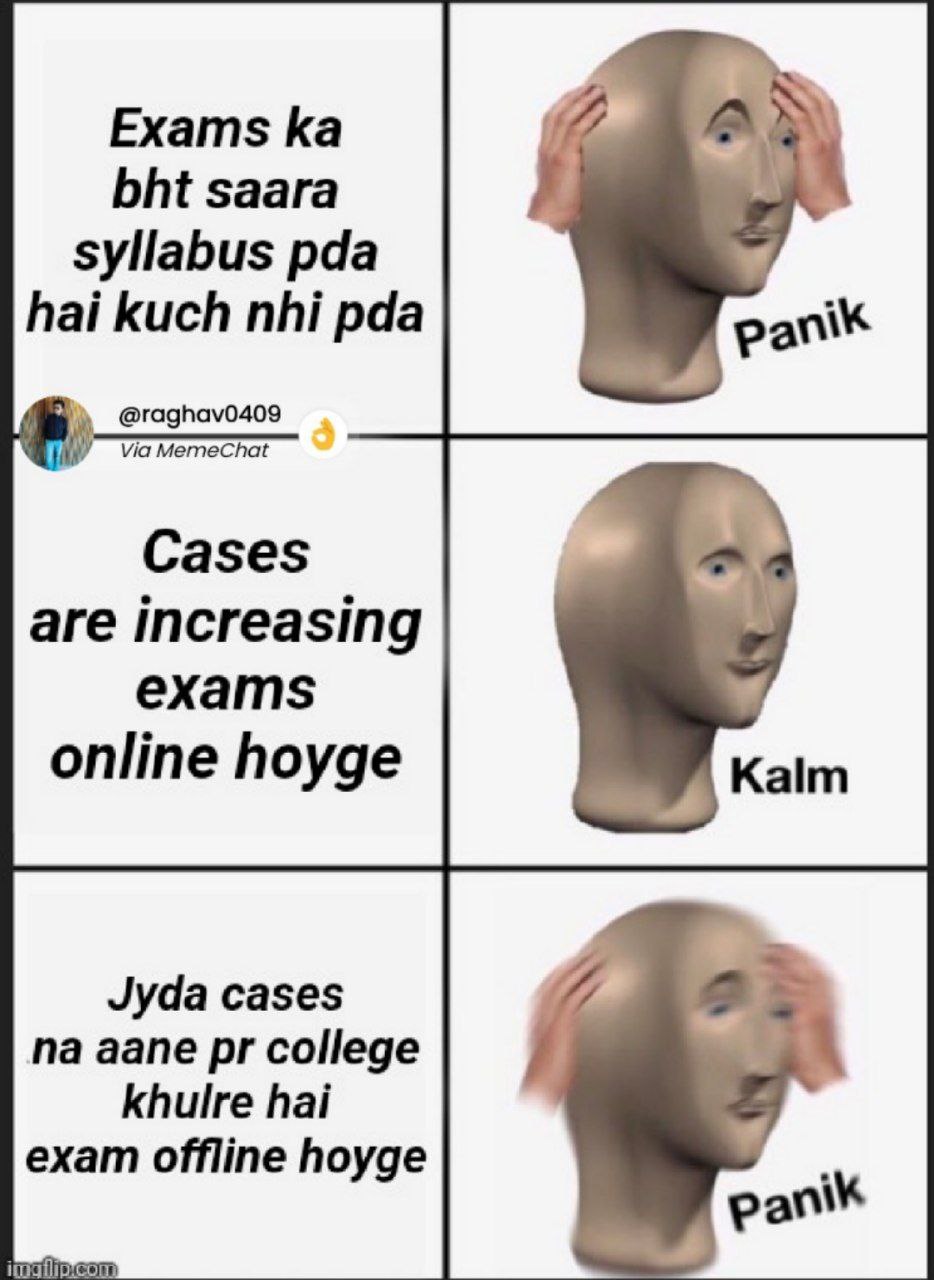 Exams ka
bht saara
syllabus pda
hai kuch nhi pda
Panik
@raghav0409
Via MemeChat
Cases
are increasing
exams
online hoyge
Kalm
Jyda cases
na aane pr college
khulre hai
exam offline hoyge
Panik
imgflip.com